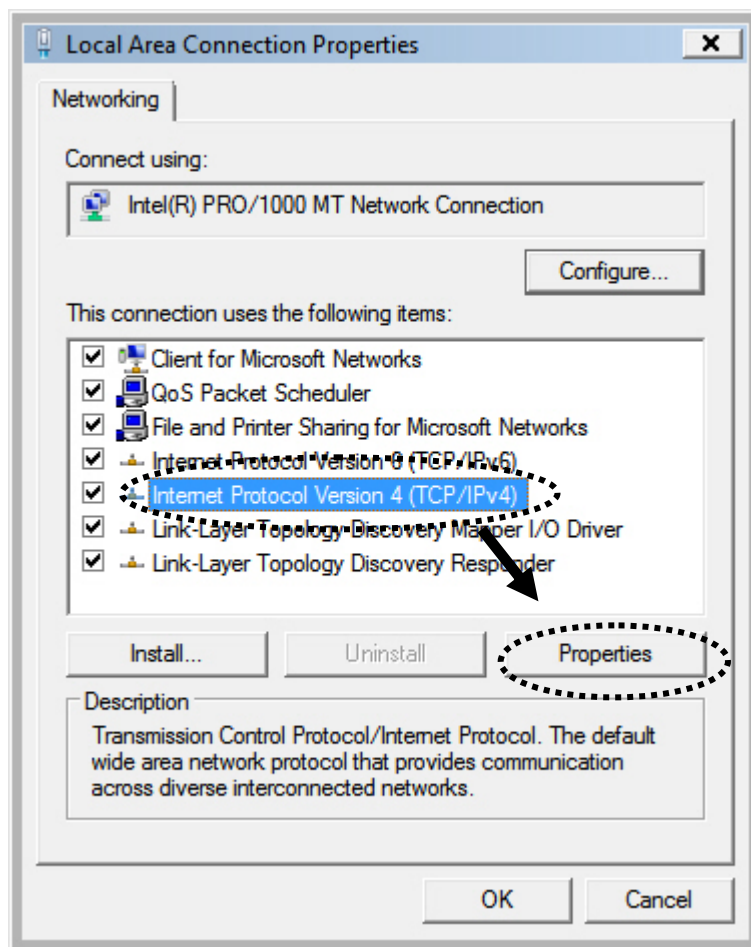 Local Area Connection Properties
Networking
Connect using:
Intel(R) PRO/1000 MT Network Connection
Configure...
This connection uses the following items:
Client for Microsoft Networks
QoS Packet Scheduler
File and Printer Sharing for Microsoft Networks
Internet Protocol Version 6 (TCP/IPv6)
Internet Protocol Version 4 (TCP/IPv4)
Link-Layer Topology Discovery Mapper I/O Driver
Link-Layer Topology Discovery Responder
Install... Uninstall Properties
Description
Transmission Control Protocol/Internet Protocol. The default
wide area network protocol that provides communication
across diverse interconnected networks.
OK Cancel